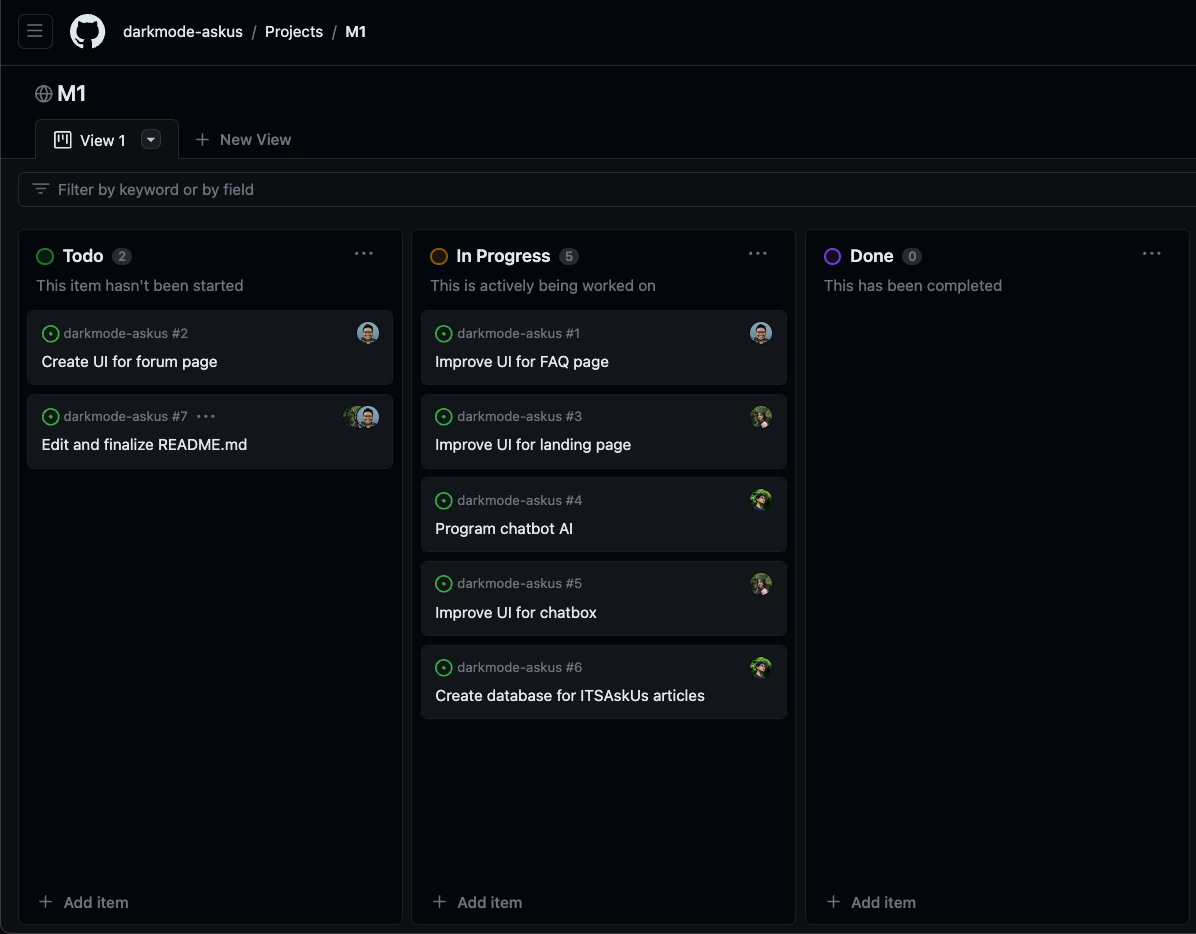 darkmode-askus / Projects / M1
M1
View 1
New View
Filter by keyword or by field
Todo 2
This item hasn't been started
darkmode-askus #2
Create UI for forum page
darkmode-askus #7
Edit and finalize README.md
Add item
In Progress 5
This is actively being worked on
darkmode-askus #1
Improve UI for FAQ page
darkmode-askus #3
Improve UI for landing page
darkmode-askus #4
Program chatbot AI
darkmode-askus #5
Improve UI for chatbox
darkmode-askus #6
Create database for ITSAskUs articles
Add item
Done 0
This has been completed
Add item